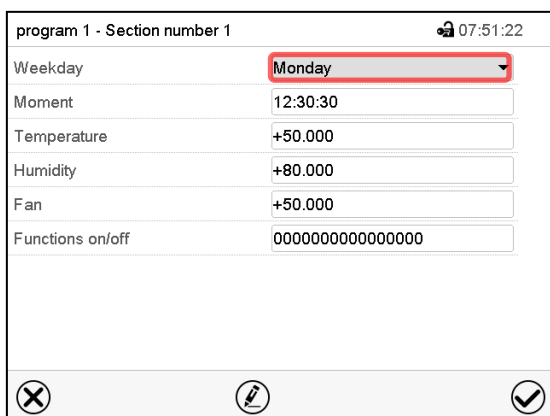 program 1 - Section number 1 07:51:22
Weekday Monday
Moment 12:30:30
Temperature +50.000
Humidity +80.000
Fan +50.000
Functions on/off 0000000000000000